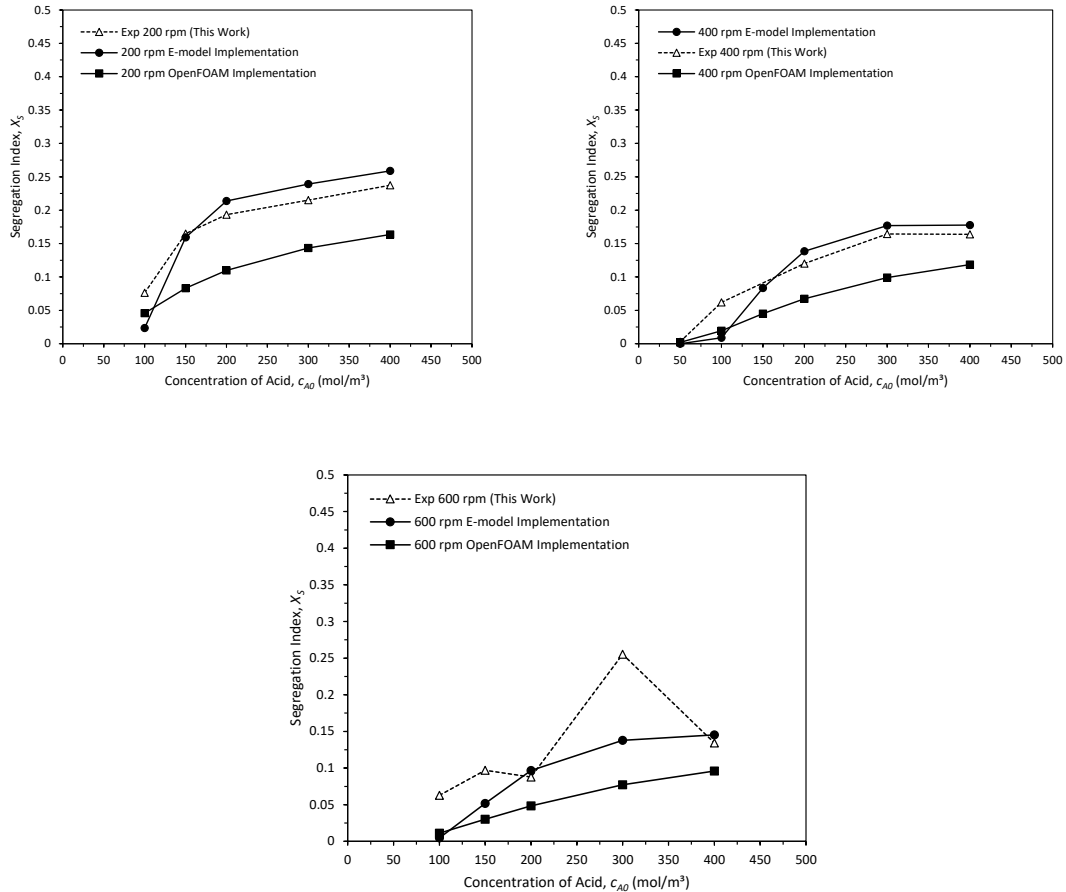 0.5
0.45
0.4
0.35
0.3
0.25
0.2
0.15
0.1
0.05
0
Segregation Index, X_S
Exp 200 rpm (This Work)
200 rpm E-model Implementation
200 rpm OpenFOAM Implementation
0 50 100 150 200 250 300 350 400 450 500
Concentration of Acid, c_A0 (mol/m³)
0.5
0.45
0.4
0.35
0.3
0.25
0.2
0.15
0.1
0.05
0
Segregation Index, X_S
400 rpm E-model Implementation
Exp 400 rpm (This Work)
400 rpm OpenFOAM Implementation
0 50 100 150 200 250 300 350 400 450 500
Concentration of Acid, c_A0 (mol/m³)
0.5
0.45
0.4
0.35
0.3
0.25
0.2
0.15
0.1
0.05
0
Segregation Index, X_S
Exp 600 rpm (This Work)
600 rpm E-model Implementation
600 rpm OpenFOAM Implementation
0 50 100 150 200 250 300 350 400 450 500
Concentration of Acid, c_A0 (mol/m³)